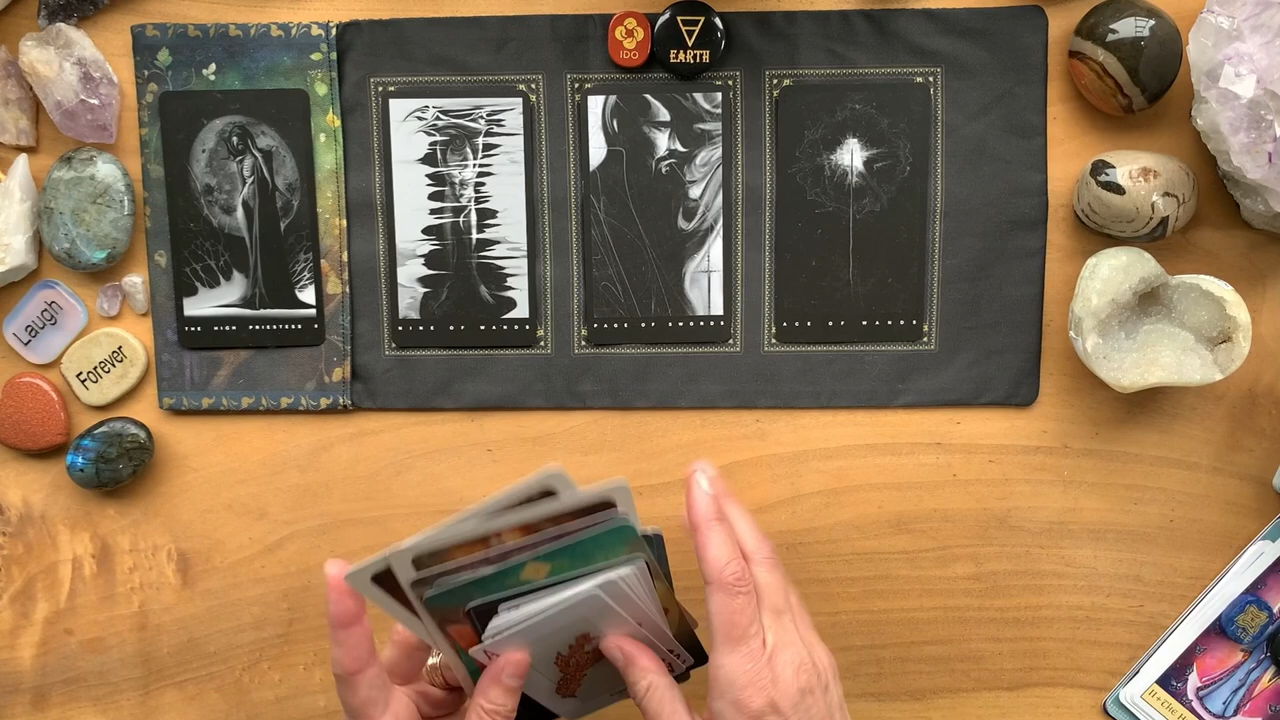 IDO
EARTH
THE HIGH PRIESTESS
NINE OF WANDS
PAGE OF SWORDS
ACE OF WANDS
Laugh
Forever